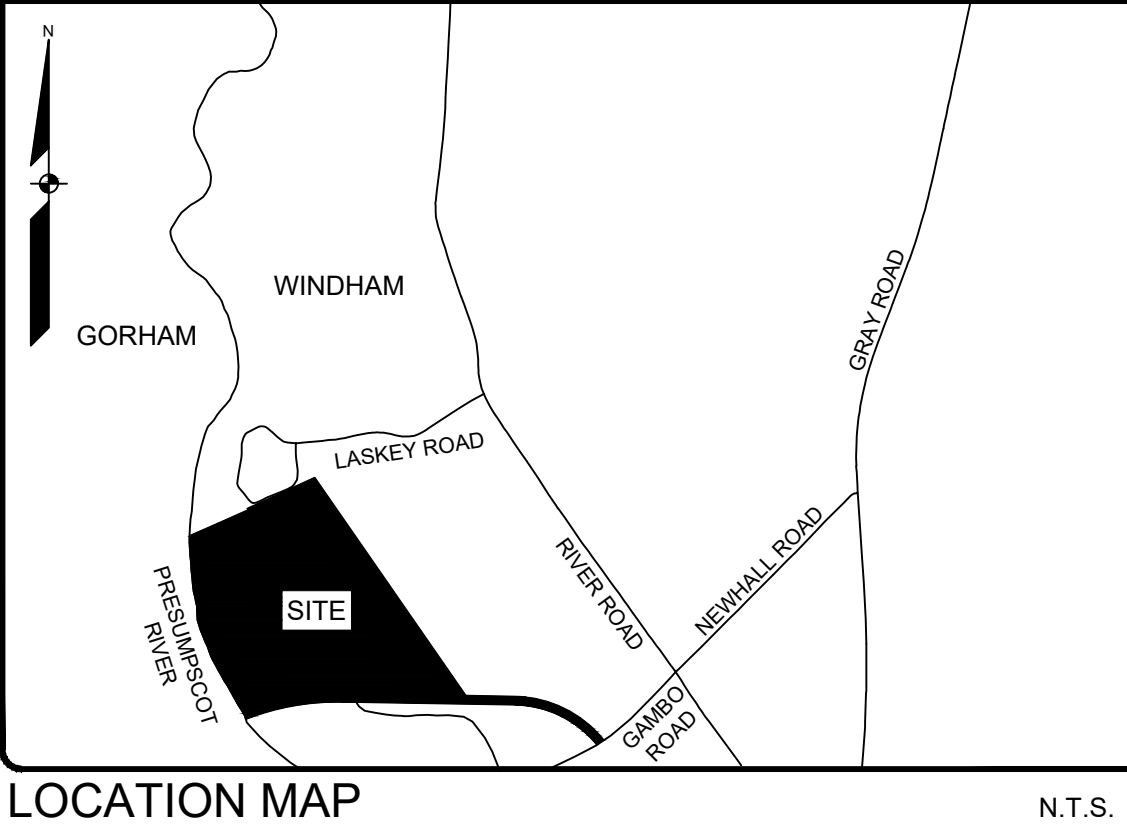 N
WINDHAM
GORHAM
GRAY ROAD
LASKEY ROAD
RIVER ROAD
NEWHALL ROAD
PRESUMPSCOT
RIVER
SITE
GAMBO
ROAD
LOCATION MAP
N.T.S.